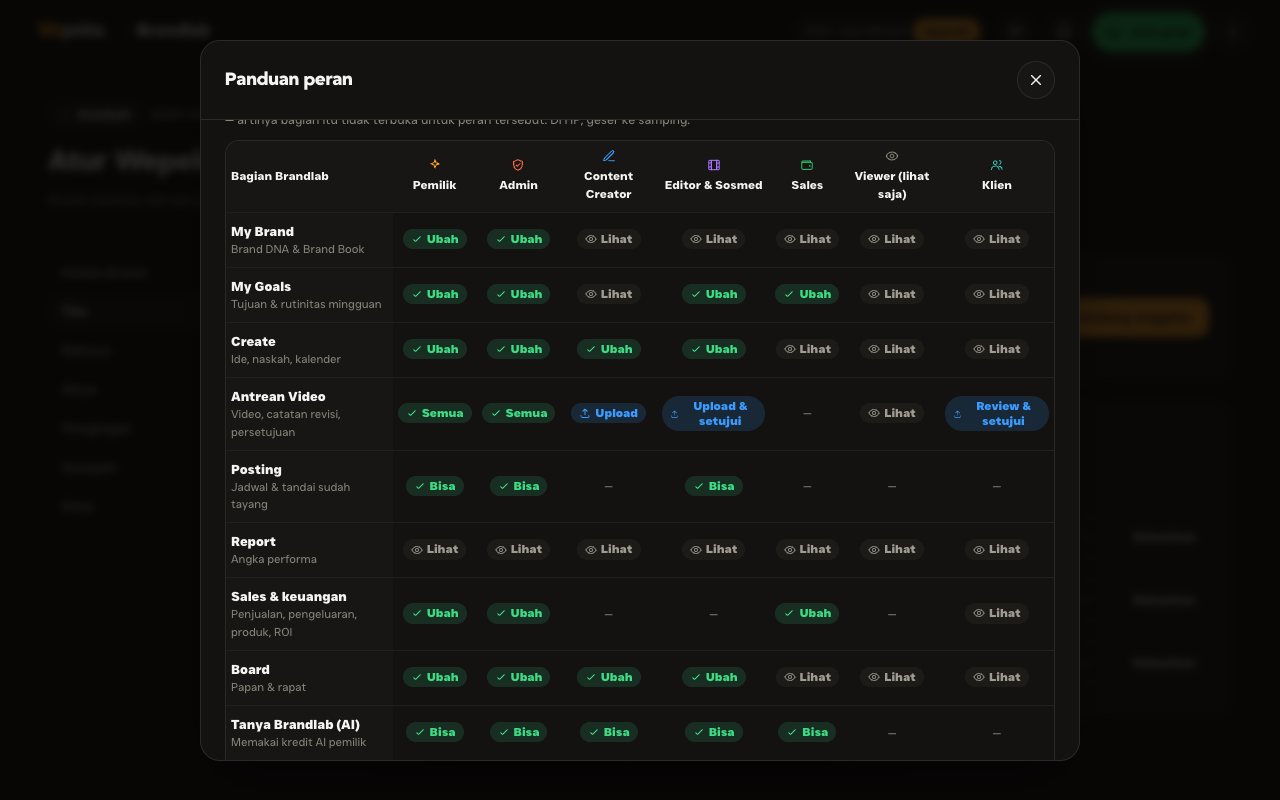 Panduan peran
— artinya bagian itu tidak terbuka untuk peran tersebut. Di HP, geser ke samping.
Bagian Brandlab Pemilik Admin Content Creator Editor & Sosmed Sales Viewer (lihat saja) Klien
My Brand Ubah Ubah Lihat Lihat Lihat Lihat Lihat
Brand DNA & Brand Book
My Goals Ubah Ubah Lihat Ubah Ubah Lihat Lihat
Tujuan & rutinitas mingguan
Create Ubah Ubah Ubah Ubah Lihat Lihat Lihat
Ide, naskah, kalender
Antrean Video Semua Semua Upload Upload & setujui — Lihat Review & setujui
Video, catatan revisi,
persetujuan
Posting Bisa Bisa — Bisa — — —
Jadwal & tandai sudah
tayang
Report Lihat Lihat Lihat Lihat Lihat Lihat Lihat
Angka performa
Sales & keuangan Ubah Ubah — — Ubah — Lihat
Penjualan, pengeluaran,
produk, ROI
Board Ubah Ubah Ubah Ubah Lihat Lihat Lihat
Papan & rapat
Tanya Brandlab (AI) Bisa Bisa Bisa Bisa Bisa — —
Memakai kredit AI pemilik